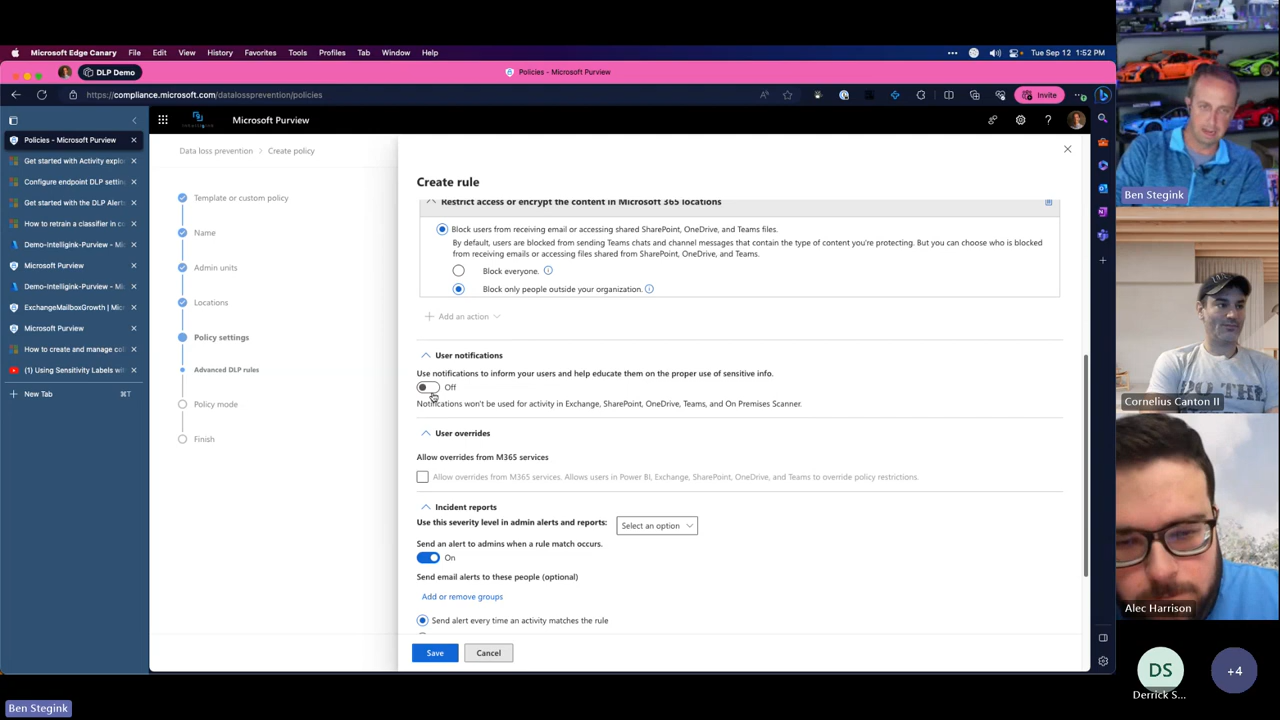 Microsoft Edge Canary File Edit View History Favorites Tools Profiles Tab Window Help
Tue Sep 12 1:52 PM
DLP Demo
Policies - Microsoft Purview
https://compliance.microsoft.com/datalossprevention/policies
Invite
Policies - Microsoft Purview
Get started with Activity explo
Configure endpoint DLP settin
Get started with the DLP Alerts
How to retrain a classifier in co
Demo-Intelligink-Purview - Mi
Microsoft Purview
Demo-Intelligink-Purview - Mi
ExchangeMailboxGrowth | Mic
Microsoft Purview
How to create and manage col
(1) Using Sensitivity Labels wit
New Tab
⌘T
Microsoft Purview
Data loss prevention > Create policy
Template or custom policy
Name
Admin units
Locations
Policy settings
Advanced DLP rules
Policy mode
Finish
Create rule
Restrict access or encrypt the content in Microsoft 365 locations
Block users from receiving email or accessing shared SharePoint, OneDrive, and Teams files.
By default, users are blocked from sending Teams chats and channel messages that contain the type of content you're protecting. But you can choose who is blocked
from receiving emails or accessing files shared from SharePoint, OneDrive, and Teams.
Block everyone.
Block only people outside your organization.
Add an action
User notifications
Use notifications to inform your users and help educate them on the proper use of sensitive info.
Off
Notifications won't be used for activity in Exchange, SharePoint, OneDrive, Teams, and On Premises Scanner.
User overrides
Allow overrides from M365 services
Allow overrides from M365 services. Allows users in Power BI, Exchange, SharePoint, OneDrive, and Teams to override policy restrictions.
Incident reports
Use this severity level in admin alerts and reports:
Select an option
Send an alert to admins when a rule match occurs.
On
Send email alerts to these people (optional)
Add or remove groups
Send alert every time an activity matches the rule
Save
Cancel
Ben Stegink
Cornelius Canton II
Alec Harrison
DS
Derrick S...
+4
Ben Stegink